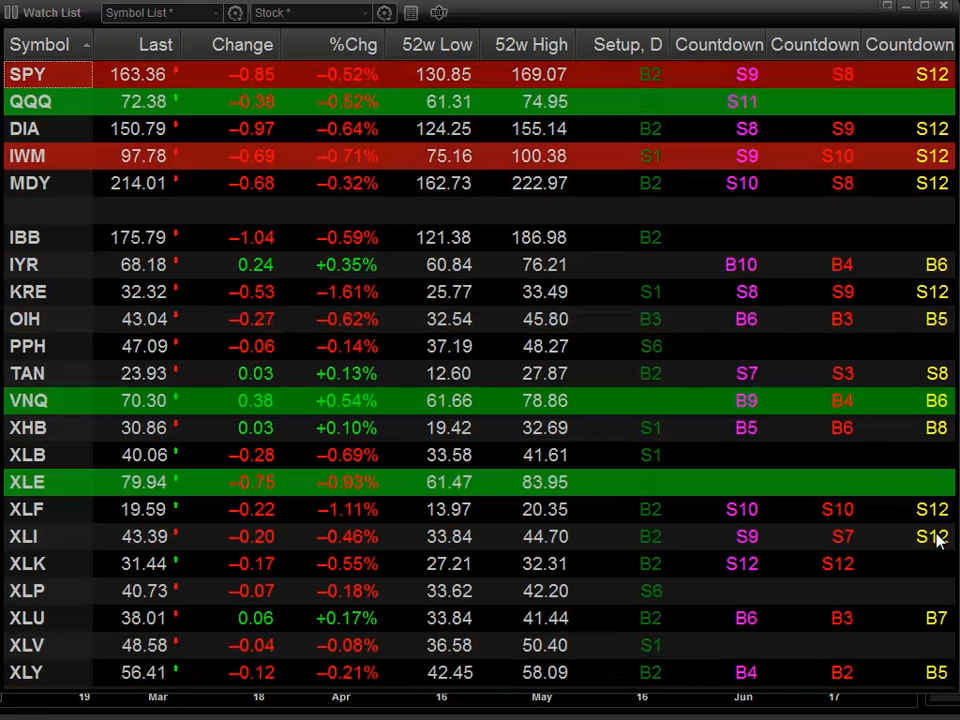 Watch List Symbol List * Stock *
Symbol Last Change %Chg 52w Low 52w High Setup, D Countdown Countdown Countdown
SPY 163.36 –0.85 –0.52% 130.85 169.07 B2 S9 S8 S12
QQQ 72.38 –0.38 –0.52% 61.31 74.95 S11
DIA 150.79 –0.97 –0.64% 124.25 155.14 B2 S8 S9 S12
IWM 97.78 –0.69 –0.71% 75.16 100.38 S1 S9 S10 S12
MDY 214.01 –0.68 –0.32% 162.73 222.97 B2 S10 S8 S12
IBB 175.79 –1.04 –0.59% 121.38 186.98 B2
IYR 68.18 0.24 +0.35% 60.84 76.21 B10 B4 B6
KRE 32.32 –0.53 –1.61% 25.77 33.49 S1 S8 S9 S12
OIH 43.04 –0.27 –0.62% 32.54 45.80 B3 B6 B3 B5
PPH 47.09 –0.06 –0.14% 37.19 48.27 S6
TAN 23.93 0.03 +0.13% 12.60 27.87 B2 S7 S3 S8
VNQ 70.30 0.38 +0.54% 61.66 78.86 B9 B4 B6
XHB 30.86 0.03 +0.10% 19.42 32.69 S1 B5 B6 B8
XLB 40.06 –0.28 –0.69% 33.58 41.61 S1
XLE 79.94 –0.75 –0.93% 61.47 83.95
XLF 19.59 –0.22 –1.11% 13.97 20.35 B2 S10 S10 S12
XLI 43.39 –0.20 –0.46% 33.84 44.70 B2 S9 S7 S12
XLK 31.44 –0.17 –0.55% 27.21 32.31 B2 S12 S12
XLP 40.73 –0.07 –0.18% 33.62 42.20 S6
XLU 38.01 0.06 +0.17% 33.84 41.44 B2 B6 B3 B7
XLV 48.58 –0.04 –0.08% 36.58 50.40 S1
XLY 56.41 –0.12 –0.21% 42.45 58.09 B2 B4 B2 B5
19 Mar 18 Apr 16 May 16 Jun 17